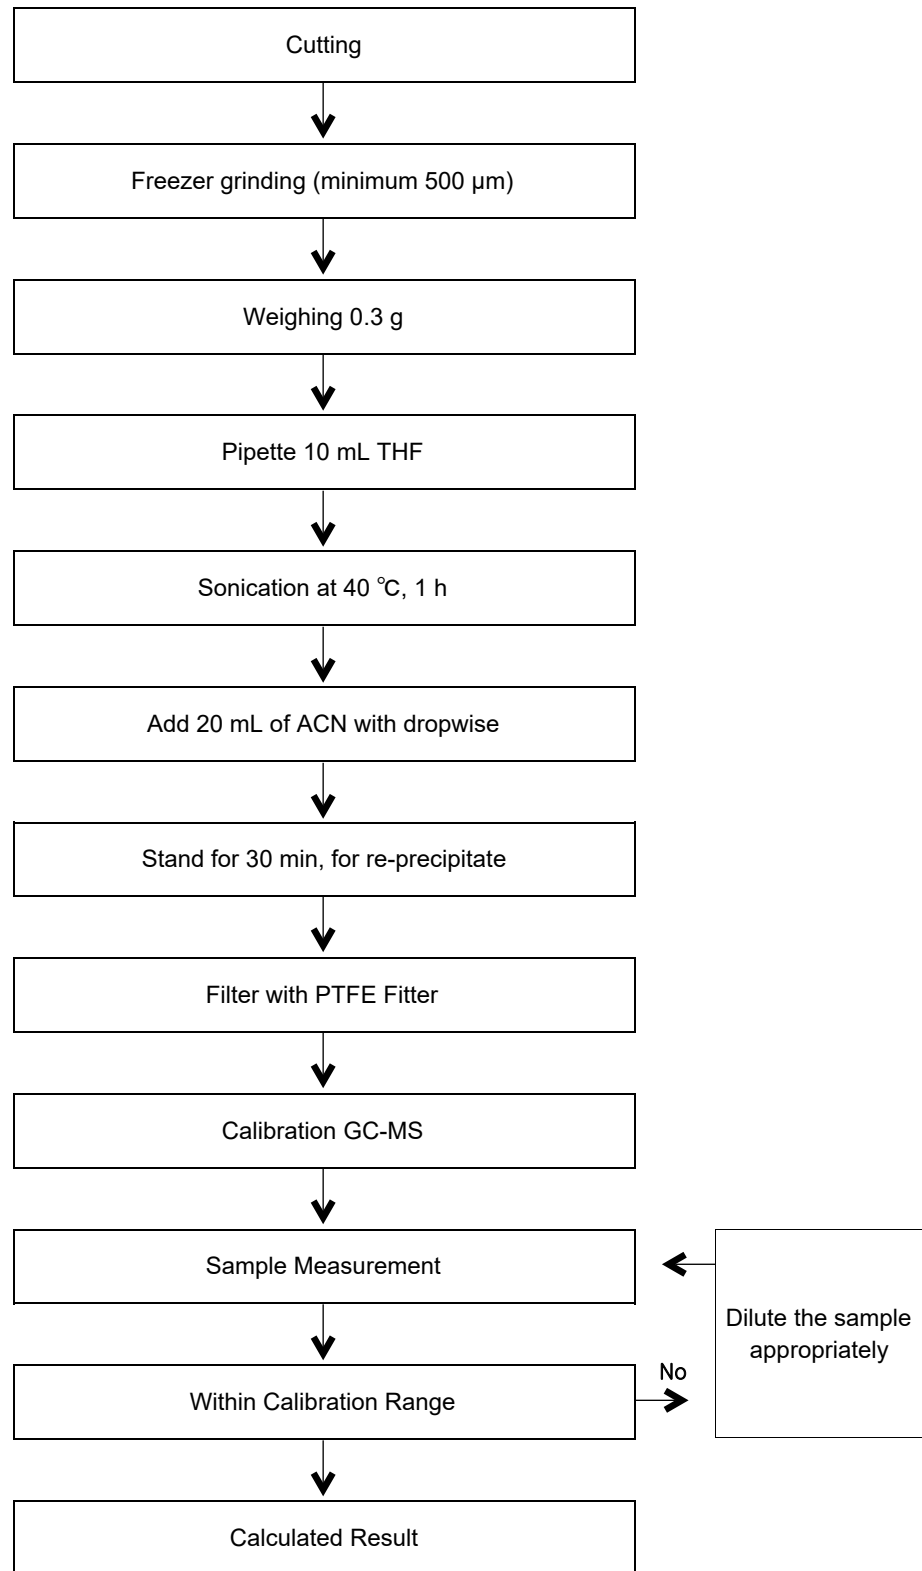 Cutting
Freezer grinding (minimum 500 µm)
Weighing 0.3 g
Pipette 10 mL THF
Sonication at 40 ℃, 1 h
Add 20 mL of ACN with dropwise
Stand for 30 min, for re-precipitate
Filter with PTFE Fitter
Calibration GC-MS
Sample Measurement
Dilute the sample
appropriately
No
Within Calibration Range
Calculated Result